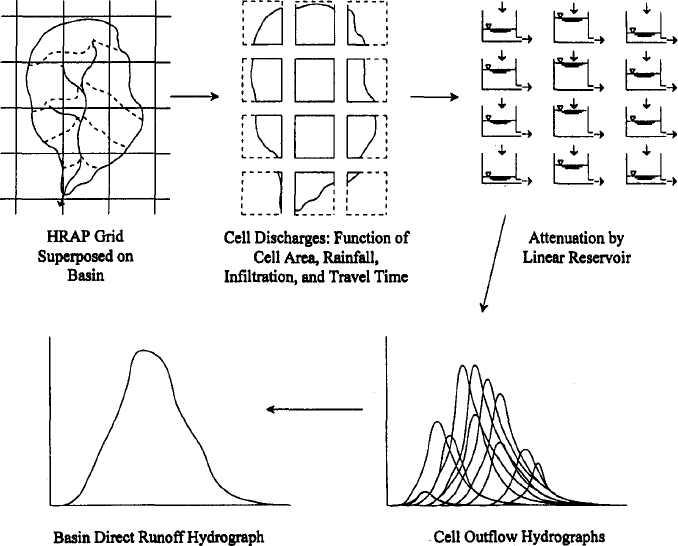 HRAP Grid
Superposed on
Basin
Cell Discharges: Function of
Cell Area, Rainfall,
Infiltration, and Travel Time
Attenuation by
Linear Reservoir
Basin Direct Runoff Hydrograph
Cell Outflow Hydrographs